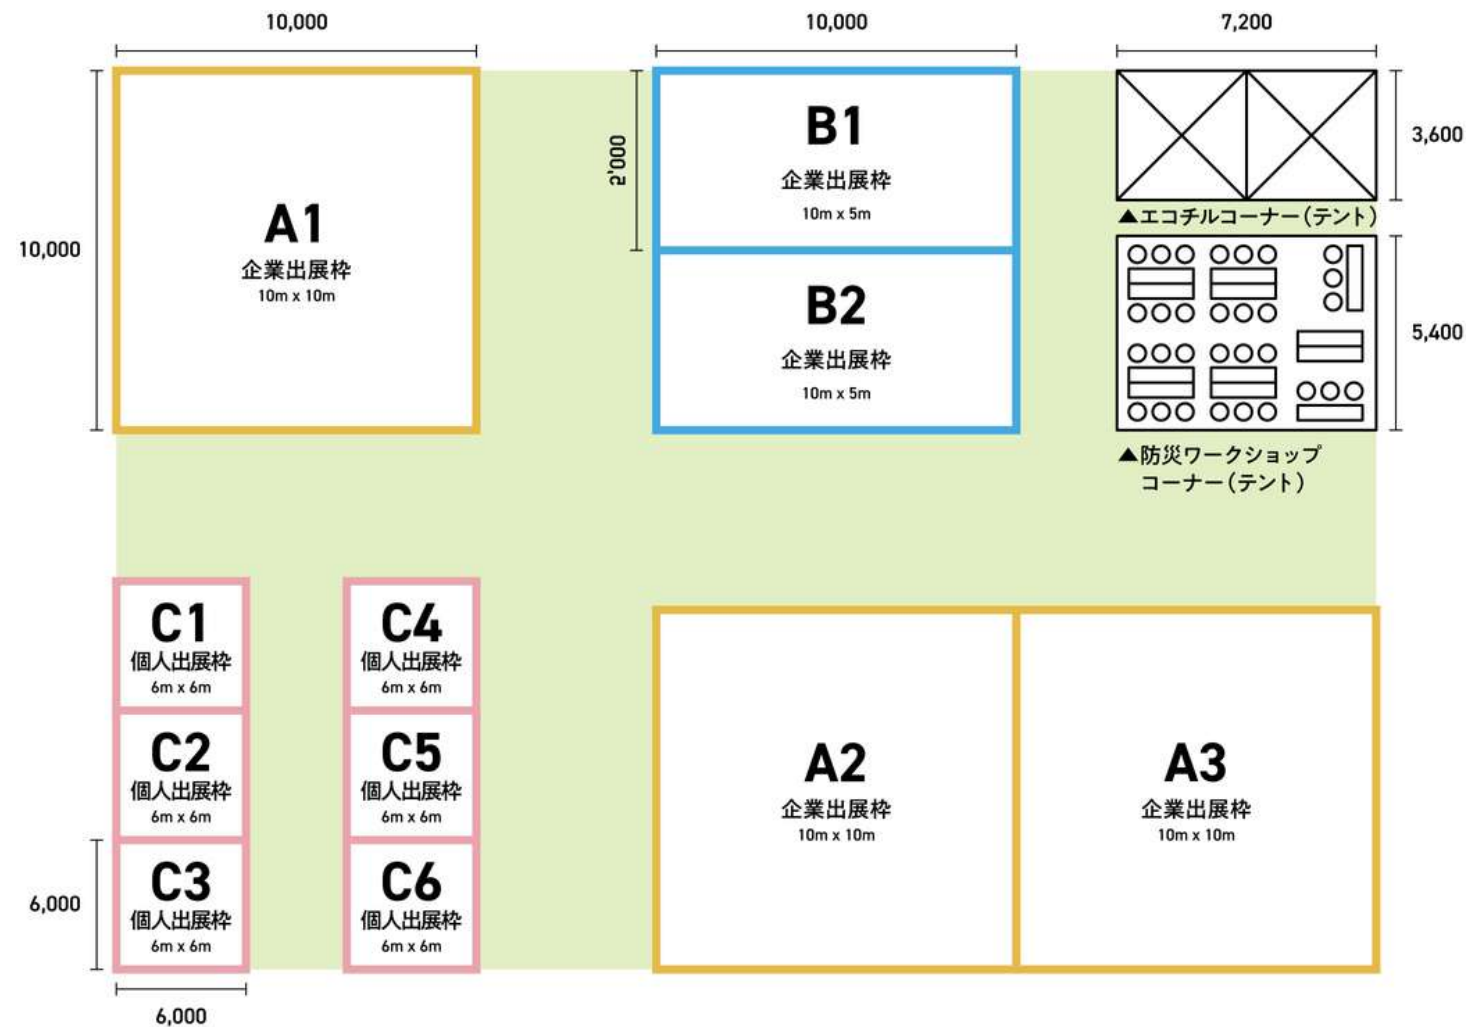 10,000
10,000
7,200
10,000
A1
企業出展枠
10m x 10m
5,000
B1
企業出展枠
10m x 5m
B2
企業出展枠
10m x 5m
3,600
▲エコチルコーナー(テント)
5,400
▲防災ワークショップ
コーナー(テント)
C1
個人出展枠
6m x 6m
C4
個人出展枠
6m x 6m
C2
個人出展枠
6m x 6m
C5
個人出展枠
6m x 6m
C3
個人出展枠
6m x 6m
C6
個人出展枠
6m x 6m
6,000
6,000
A2
企業出展枠
10m x 10m
A3
企業出展枠
10m x 10m